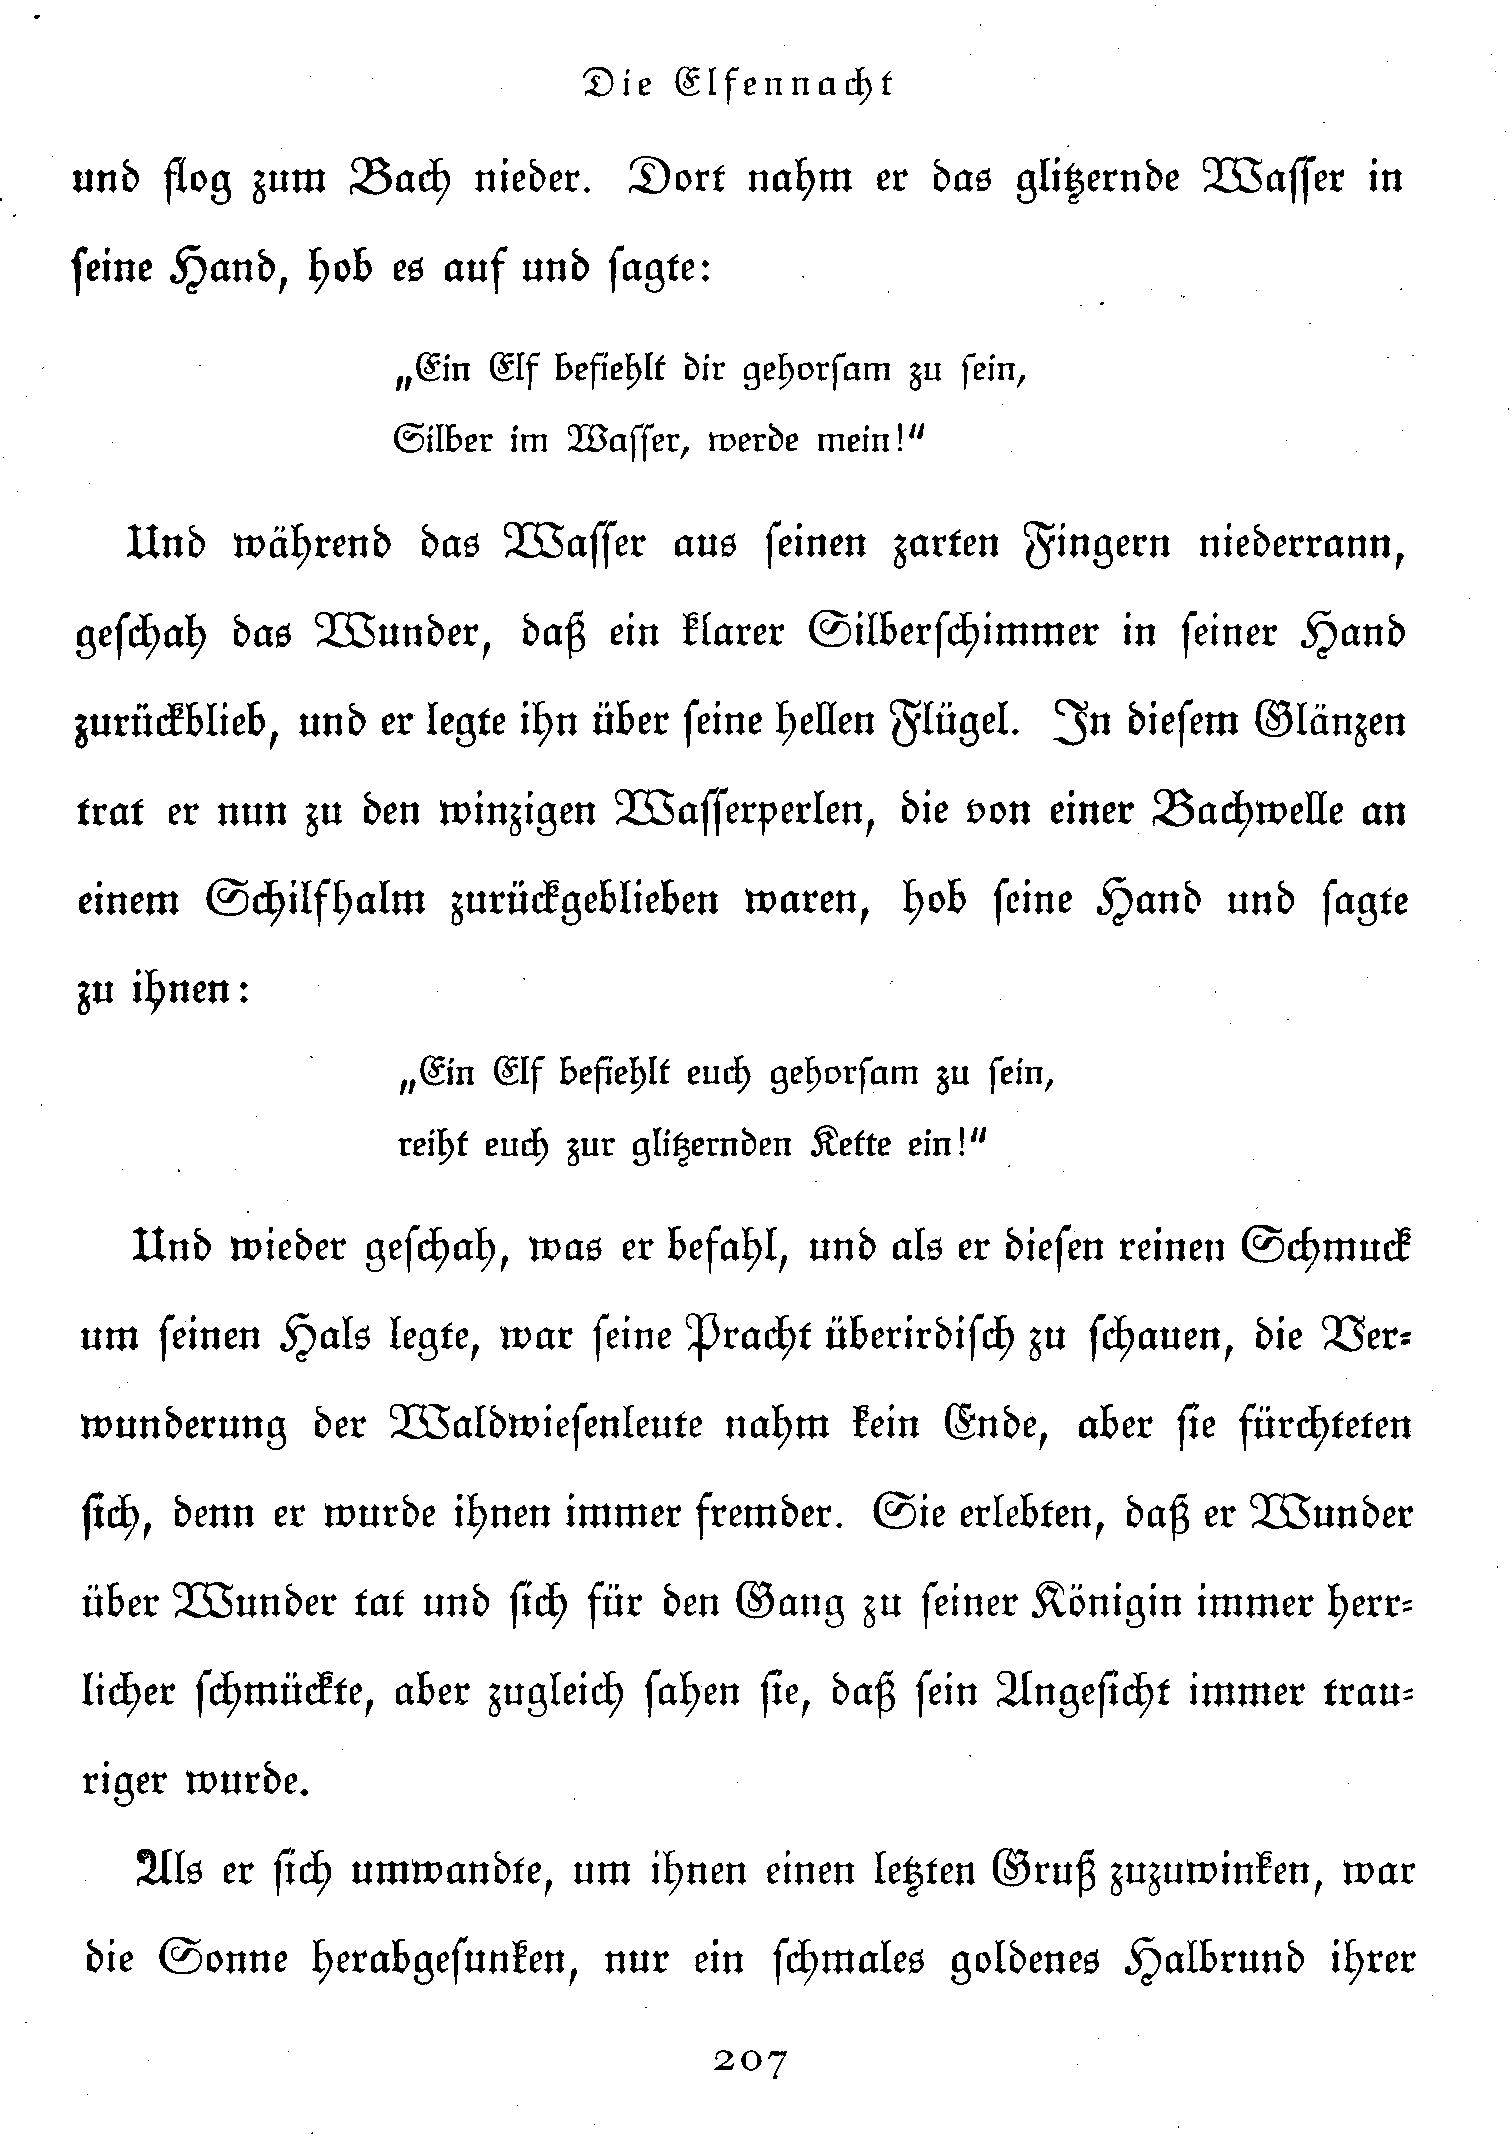 Die Elfennacht
und flog zum Bach nieder. Dort nahm er das glitzernde Wasser in
seine Hand, hob es auf und sagte:
„Ein Elf befiehlt dir gehorsam zu sein,
Silber im Wasser, werde mein!“
Und während das Wasser aus seinen zarten Fingern niederrann,
geschah das Wunder, daß ein klarer Silberschimmer in seiner Hand
zurückblieb, und er legte ihn über seine hellen Flügel. In diesem Glänzen
trat er nun zu den winzigen Wasserperlen, die von einer Bachwelle an
einem Schilfhalm zurückgeblieben waren, hob seine Hand und sagte
zu ihnen:
„Ein Elf befiehlt euch gehorsam zu sein,
reiht euch zur glitzernden Kette ein!“
Und wieder geschah, was er befahl, und als er diesen reinen Schmuck
um seinen Hals legte, war seine Pracht überirdisch zu schauen, die Ver-
wunderung der Waldwiesenleute nahm kein Ende, aber sie fürchteten
sich, denn er wurde ihnen immer fremder. Sie erlebten, daß er Wunder
über Wunder tat und sich für den Gang zu seiner Königin immer herr-
licher schmückte, aber zugleich sahen sie, daß sein Angesicht immer trau-
riger wurde.
Als er sich umwandte, um ihnen einen letzten Gruß zuzuwinken, war
die Sonne herabgesunken, nur ein schmales goldenes Halbrund ihrer
207